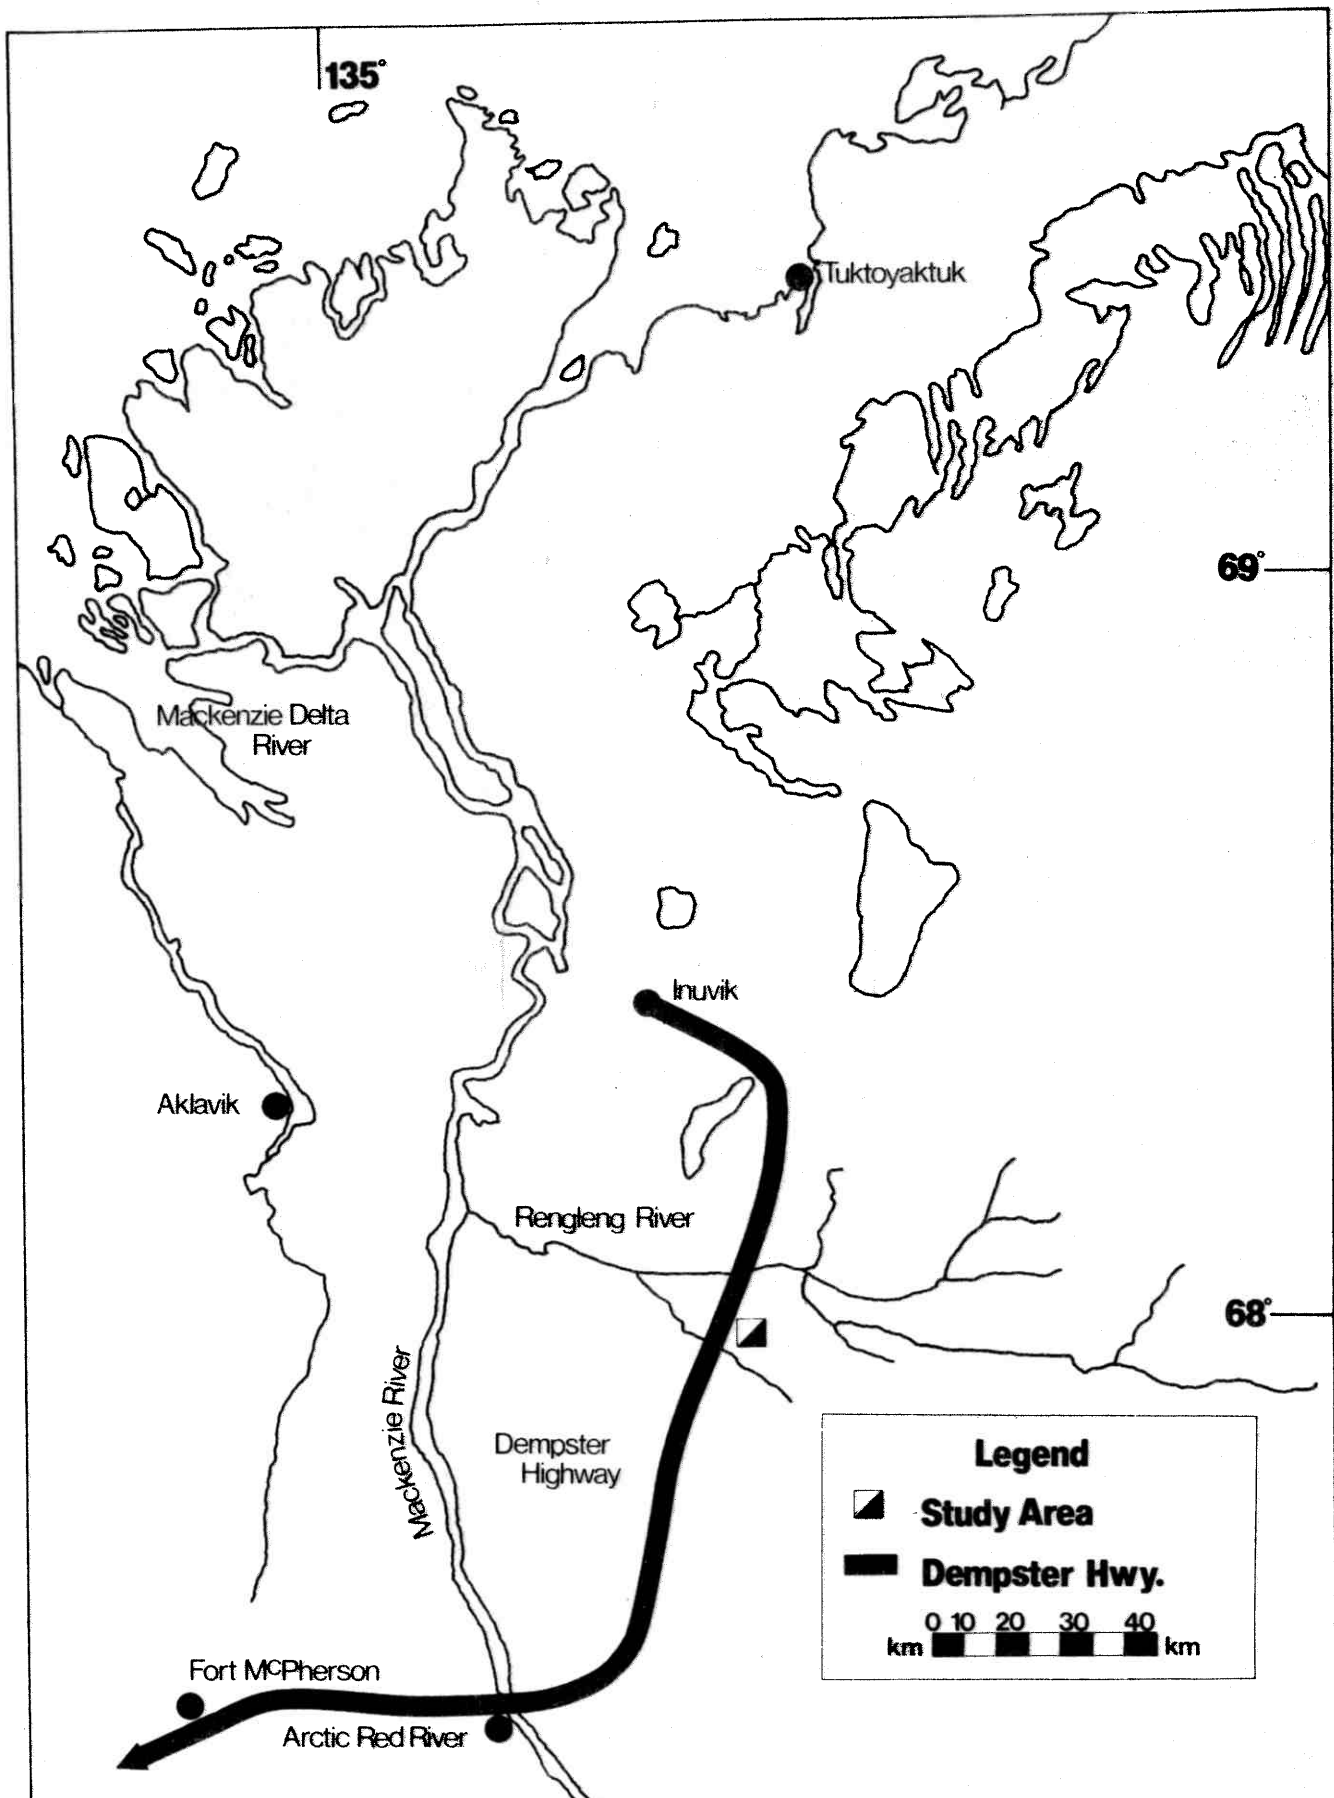 135°
Tuktoyaktuk
69°
Mackenzie Delta
River
Inuvik
Aklavik
Rengleng River
68°
Mackenzie River
Dempster
Highway
Legend
Study Area
Dempster Hwy.
0 10 20 30 40
km km
Fort McPherson
Arctic Red River